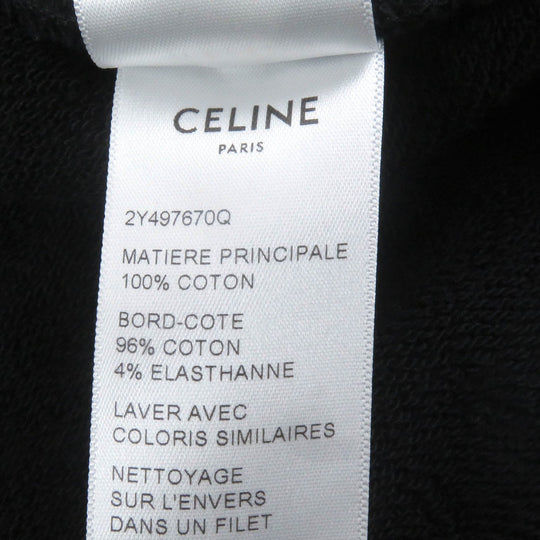 CELINE
PARIS
2Y497670Q
MATIERE PRINCIPALE
100% COTON
BORD-COTE
96% COTON
4% ELASTHANNE
LAVER AVEC
COLORIS SIMILAIRES
NETTOYAGE
SUR L'ENVERS
DANS UN FILET